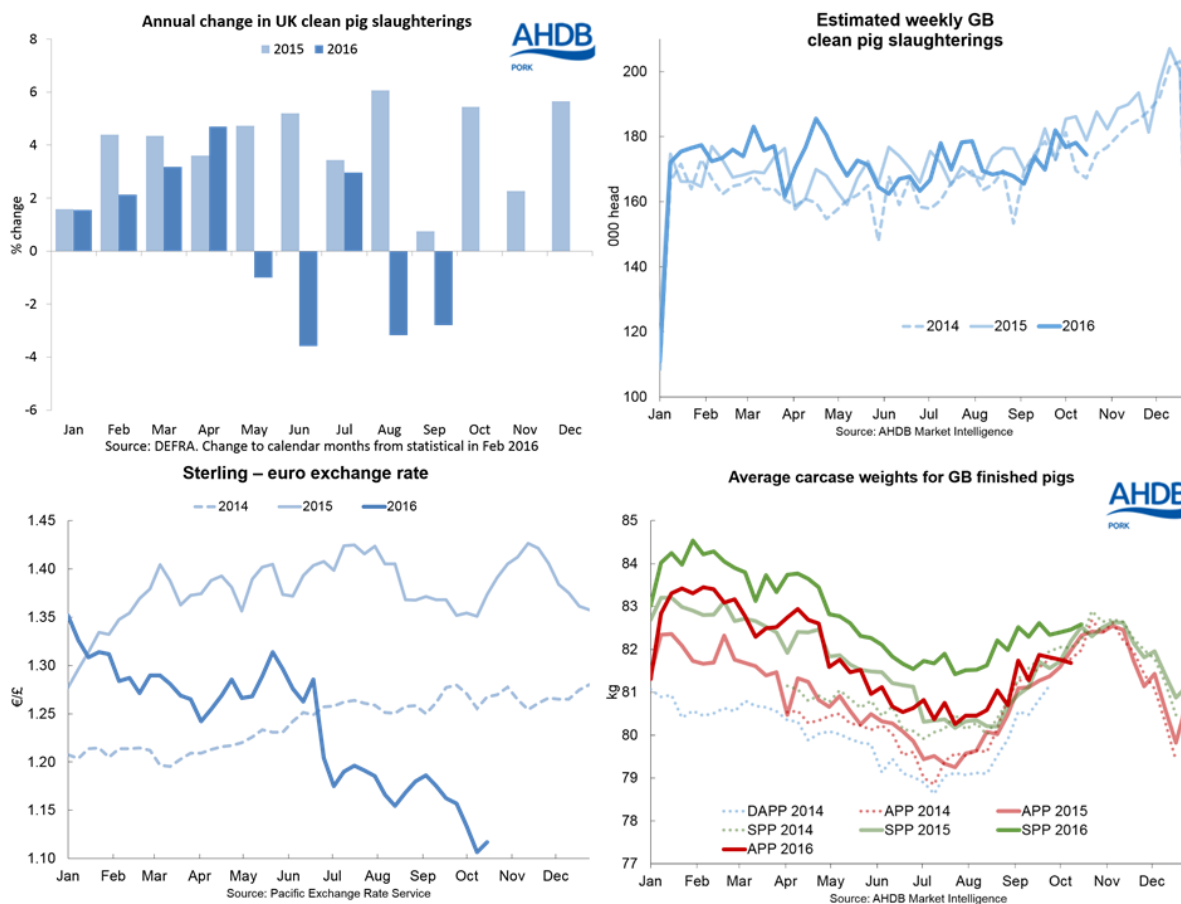 Annual change in UK clean pig slaughterings
2015 2016
AHDB
PORK
% change
6
4
2
0
-2
-4
-6
Jan Feb Mar Apr May Jun Jul Aug Sep Oct Nov Dec
Source: DEFRA. Change to calendar months from statistical in Feb 2016
Estimated weekly GB
clean pig slaughterings
000 head
200
180
160
140
120
100
2014 2015 2016
Jan Feb Mar Apr May Jun Jul Aug Sep Oct Nov Dec
Source: AHDB Market Intelligence
Sterling – euro exchange rate
2014 2015 2016
€/£
1.45
1.40
1.35
1.30
1.25
1.20
1.15
1.10
Jan Feb Mar Apr May Jun Jul Aug Sep Oct Nov Dec
Source: Pacific Exchange Rate Service
Average carcase weights for GB finished pigs
AHDB
PORK
kg
85
84
83
82
81
80
79
78
77
DAPP 2014 APP 2014 APP 2015
SPP 2014 SPP 2015 SPP 2016
APP 2016
Jan Feb Mar Apr May Jun Jul Aug Sep Oct Nov Dec
Source: AHDB Market Intelligence